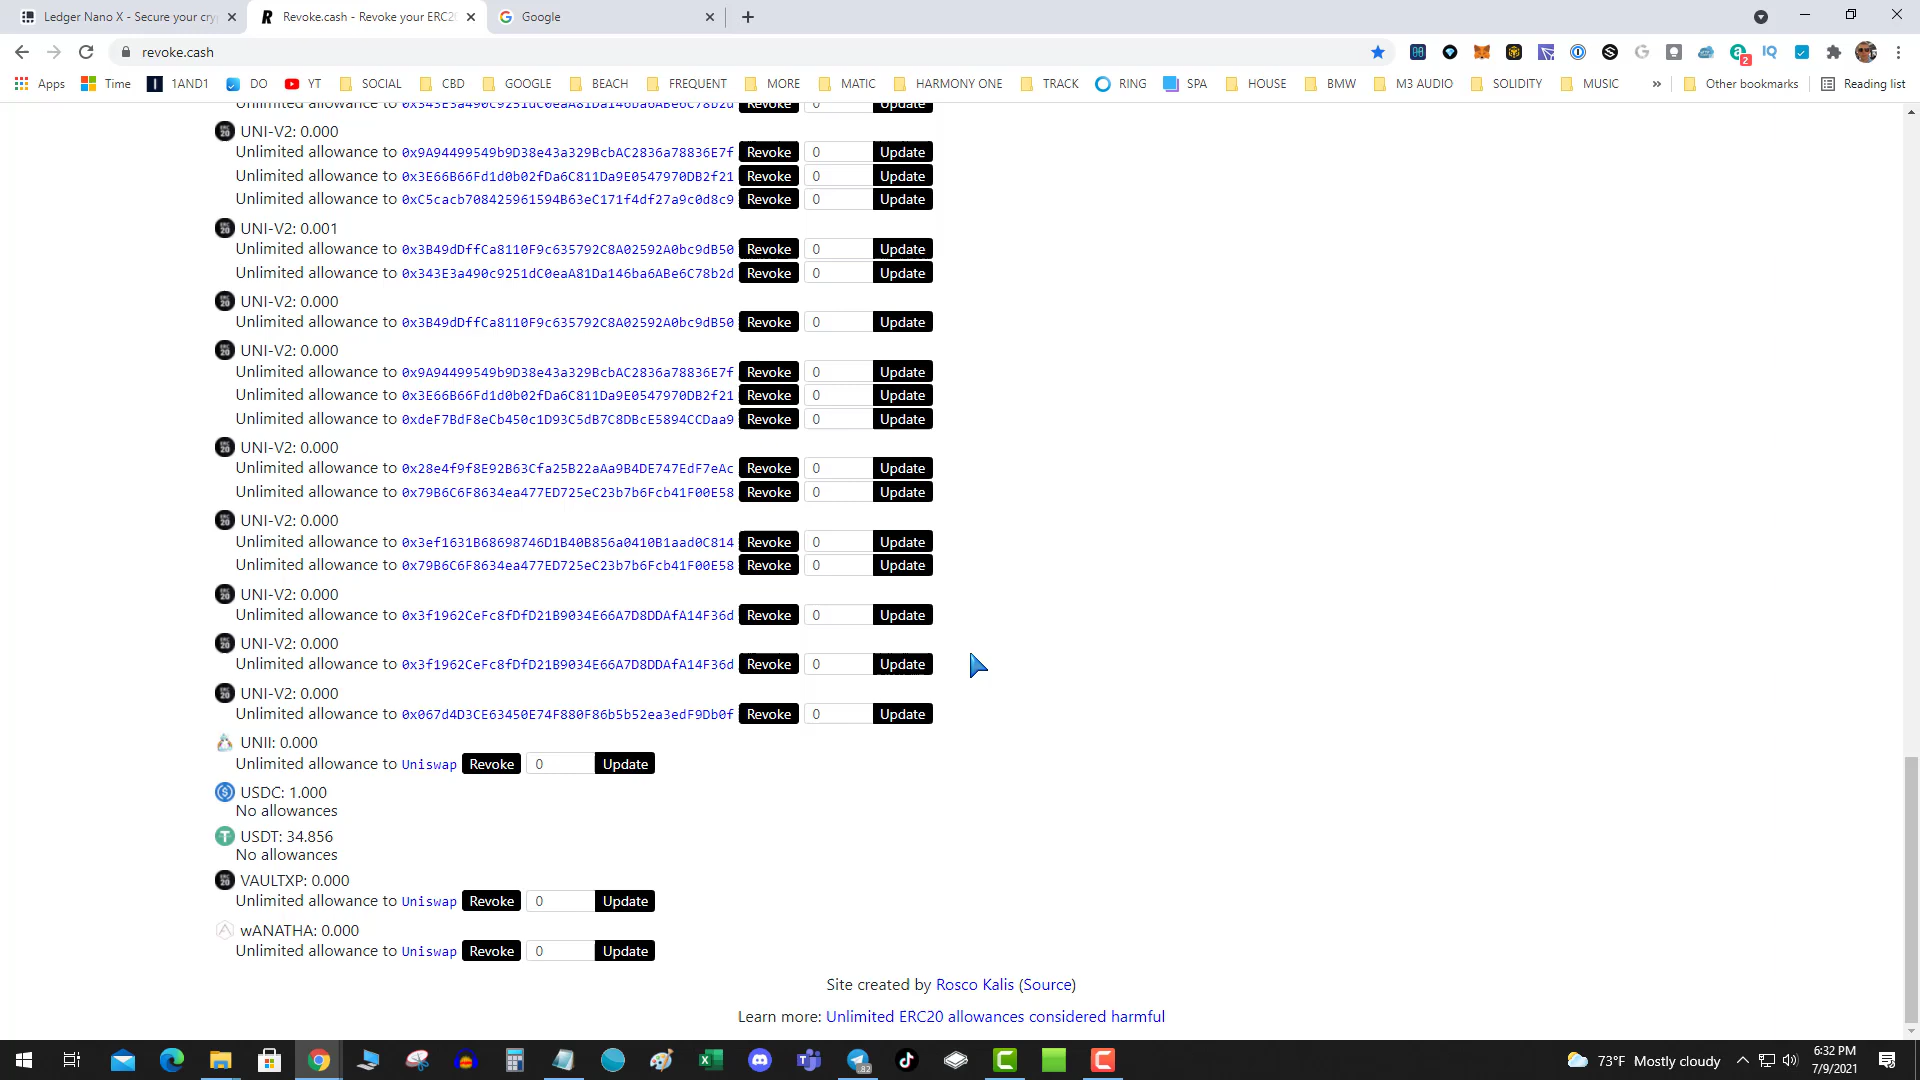 Ledger Nano X - Secure your cry
Revoke.cash - Revoke your ERC20
Google
revoke.cash
Apps
Time
1AND1
DO
YT
SOCIAL
CBD
GOOGLE
BEACH
FREQUENT
MORE
MATIC
HARMONY ONE
TRACK
RING
SPA
HOUSE
BMW
M3 AUDIO
SOLIDITY
MUSIC
»
Other bookmarks
Reading list
Unlimited allowance to 0x343E3a490c9251dC0eaA81Da146ba6ABe6C78b2d Revoke 0 Update
UNI-V2: 0.000
Unlimited allowance to 0x9A94499549b9D38e43a329BcbAC2836a78836E7f Revoke 0 Update
Unlimited allowance to 0x3E66B66Fd1d0b02fDa6C811Da9E0547970DB2f21 Revoke 0 Update
Unlimited allowance to 0xC5cacb708425961594B63eC171f4df27a9c0d8c9 Revoke 0 Update
UNI-V2: 0.001
Unlimited allowance to 0x3B49dDffCa8110F9c635792C8A02592A0bc9dB50 Revoke 0 Update
Unlimited allowance to 0x343E3a490c9251dC0eaA81Da146ba6ABe6C78b2d Revoke 0 Update
UNI-V2: 0.000
Unlimited allowance to 0x3B49dDffCa8110F9c635792C8A02592A0bc9dB50 Revoke 0 Update
UNI-V2: 0.000
Unlimited allowance to 0x9A94499549b9D38e43a329BcbAC2836a78836E7f Revoke 0 Update
Unlimited allowance to 0x3E66B66Fd1d0b02fDa6C811Da9E0547970DB2f21 Revoke 0 Update
Unlimited allowance to 0xdeF7BdF8eCb450c1D93C5dB7C8DBcE5894CCDaa9 Revoke 0 Update
UNI-V2: 0.000
Unlimited allowance to 0x28e4f9f8E92B63Cfa25B22aAa9B4DE747EdF7eAc Revoke 0 Update
Unlimited allowance to 0x79B6C6F8634ea477ED725eC23b7b6Fcb41F00E58 Revoke 0 Update
UNI-V2: 0.000
Unlimited allowance to 0x3ef1631B68698746D1B40B856a0410B1aad0C814 Revoke 0 Update
Unlimited allowance to 0x79B6C6F8634ea477ED725eC23b7b6Fcb41F00E58 Revoke 0 Update
UNI-V2: 0.000
Unlimited allowance to 0x3f1962CeFc8fDfD21B9034E66A7D8DDAfA14F36d Revoke 0 Update
UNI-V2: 0.000
Unlimited allowance to 0x3f1962CeFc8fDfD21B9034E66A7D8DDAfA14F36d Revoke 0 Update
UNI-V2: 0.000
Unlimited allowance to 0x067d4D3CE63450E74F880F86b5b52ea3edF9Db0f Revoke 0 Update
UNII: 0.000
Unlimited allowance to Uniswap Revoke 0 Update
USDC: 1.000
No allowances
USDT: 34.856
No allowances
VAULTXP: 0.000
Unlimited allowance to Uniswap Revoke 0 Update
wANATHA: 0.000
Unlimited allowance to Uniswap Revoke 0 Update
Site created by Rosco Kalis (Source)
Learn more: Unlimited ERC20 allowances considered harmful
73°F Mostly cloudy
6:32 PM
7/9/2021